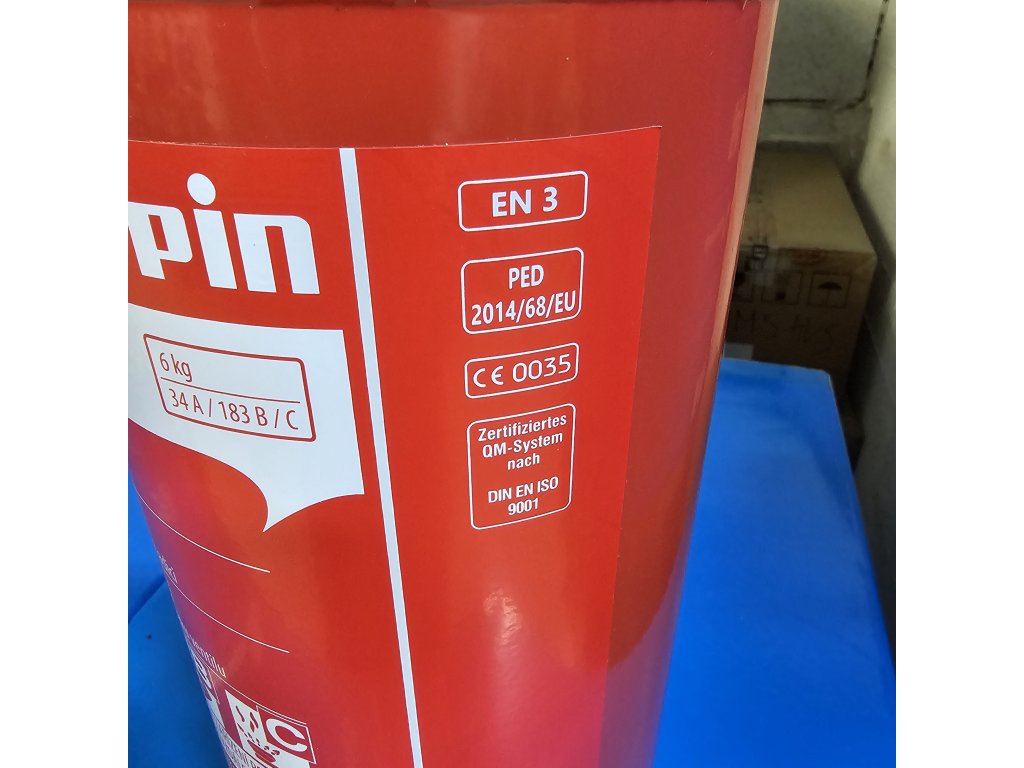 pin
6 kg
34 A / 183 B / C
EN 3
PED
2014/68/EU
CE 0035
Zertifiziertes
QM-System
nach
DIN EN ISO
9001
C